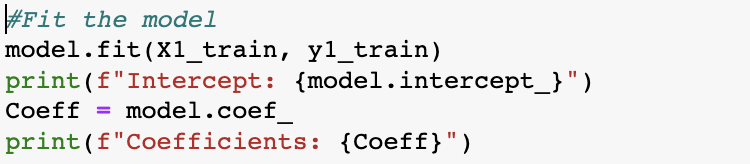 #Fit the model
model.fit(X1_train, y1_train)
print(f"Intercept: {model.intercept_}")
Coeff = model.coef_
print(f"Coefficients: {Coeff}")